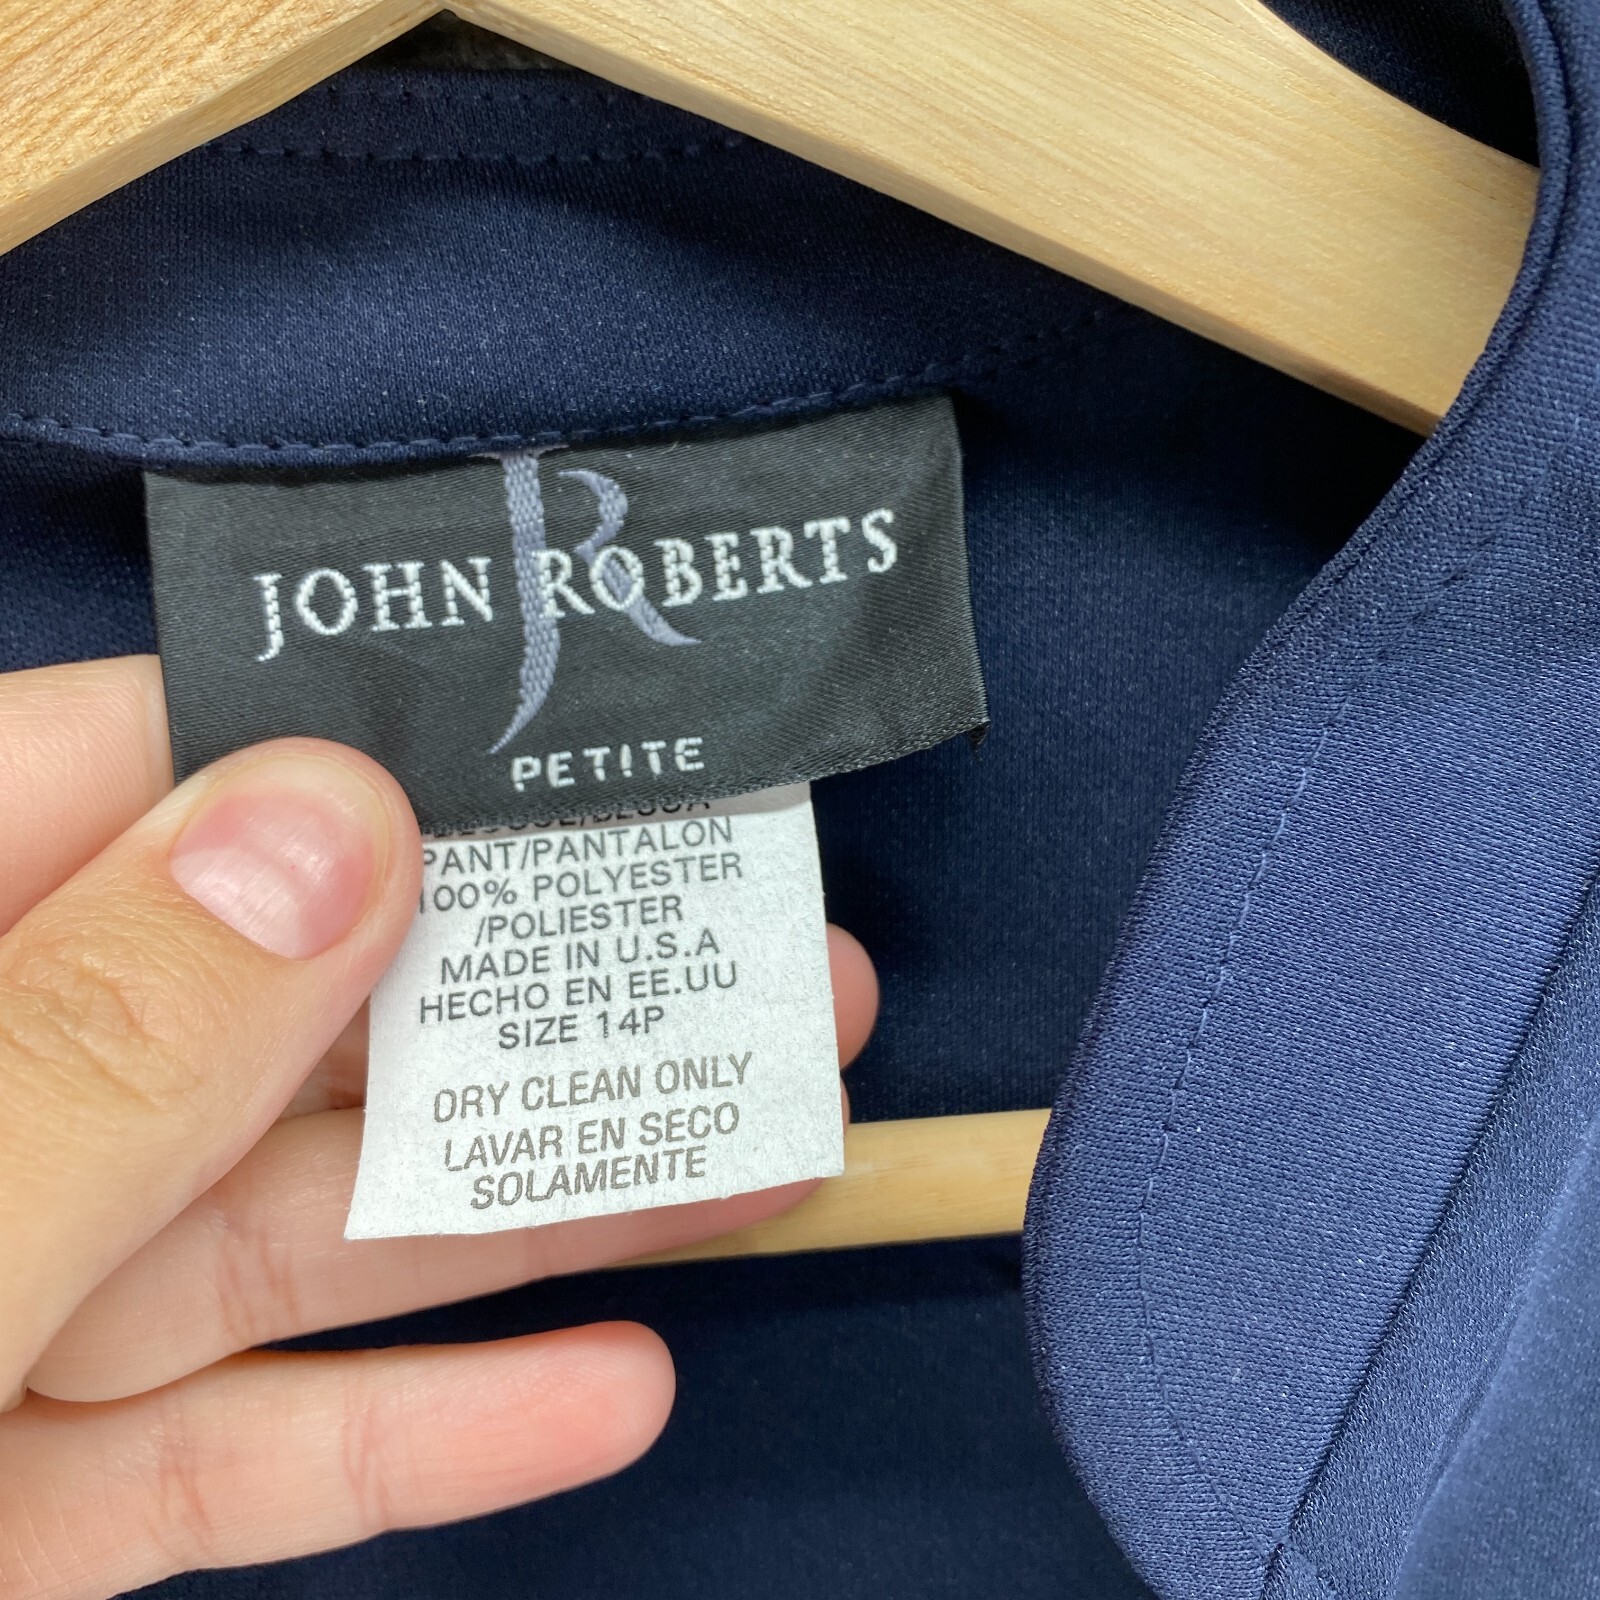 JR
JOHN ROBERTS
PETITE
PANT/PANTALON
100% POLYESTER
/POLIESTER
MADE IN U.S.A
HECHO EN EE.UU
SIZE 14P
DRY CLEAN ONLY
LAVAR EN SECO
SOLAMENTE